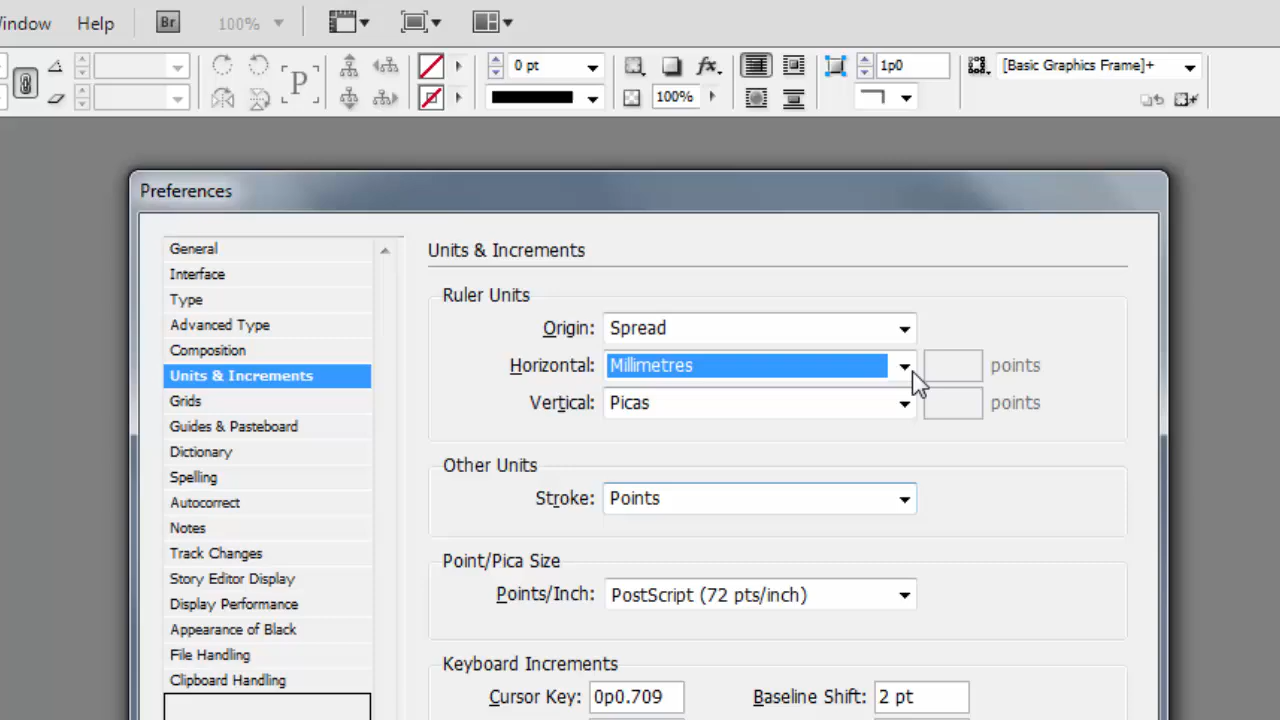 Window Help Br 100%
0 pt fx. 1p0 [Basic Graphics Frame]+
P 100%
Preferences
General
Interface
Type
Advanced Type
Composition
Units & Increments
Grids
Guides & Pasteboard
Dictionary
Spelling
Autocorrect
Notes
Track Changes
Story Editor Display
Display Performance
Appearance of Black
File Handling
Clipboard Handling
Units & Increments
Ruler Units
Origin: Spread
Horizontal: Millimetres points
Vertical: Picas points
Other Units
Stroke: Points
Point/Pica Size
Points/Inch: PostScript (72 pts/inch)
Keyboard Increments
Cursor Key: 0p0.709 Baseline Shift: 2 pt